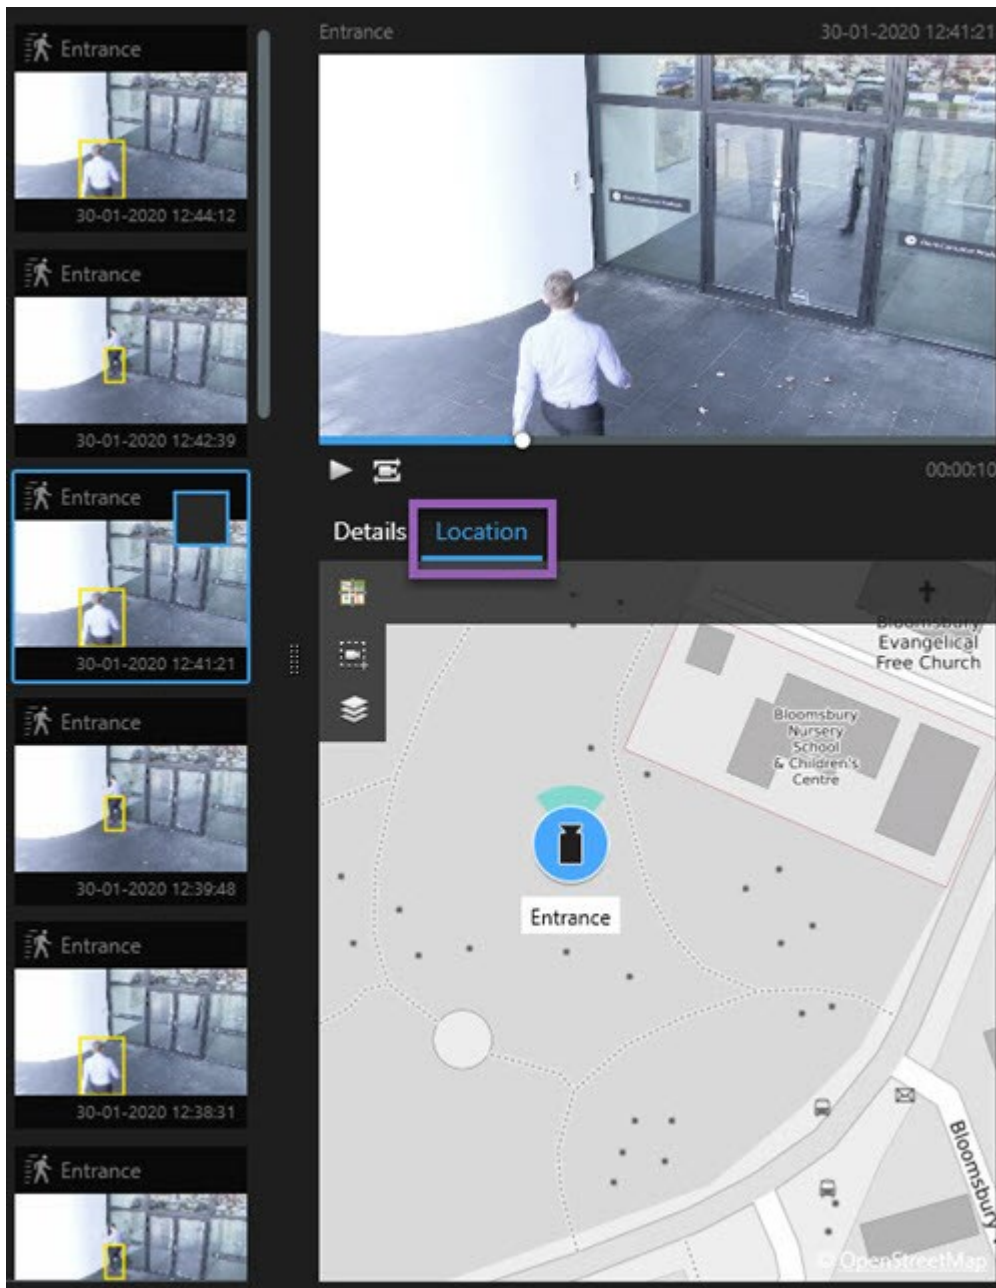 Entrance
30-01-2020 12:44:12
Entrance
30-01-2020 12:42:39
Entrance
30-01-2020 12:41:21
Entrance
30-01-2020 12:39:48
Entrance
30-01-2020 12:38:31
Entrance
Entrance
30-01-2020 12:41:21
00:00:10
Details
Location
Bloomsbury
Evangelical
Free Church
Bloomsbury
Nursery
School
& Children's
Centre
Entrance
Bloomsbury
© OpenStreetMap